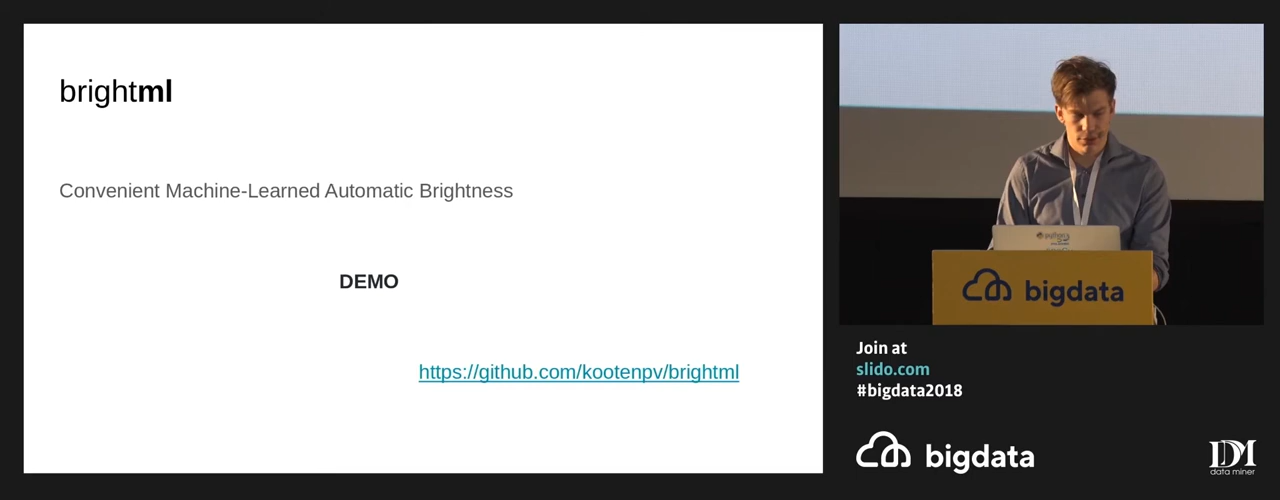 brightml
Convenient Machine-Learned Automatic Brightness
DEMO
https://github.com/kootenpv/brightml
bigdata
Join at
slido.com
#bigdata2018
bigdata
DM
data miner